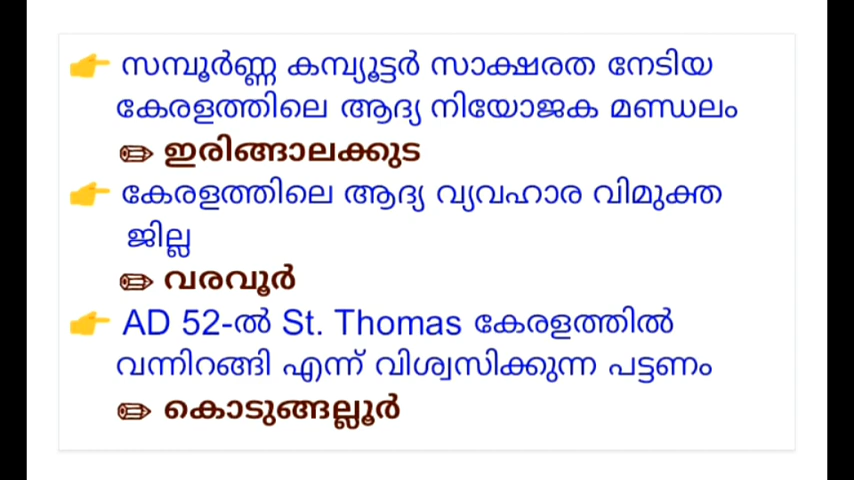 👉 സമ്പൂർണ്ണ കമ്പ്യൂട്ടർ സാക്ഷരത നേടിയ
കേരളത്തിലെ ആദ്യ നിയോജക മണ്ഡലം
✏ ഇരിങ്ങാലക്കുട
👉 കേരളത്തിലെ ആദ്യ വ്യവഹാര വിമുക്ത
ജില്ല
✏ വരവൂർ
👉 AD 52-ൽ St. Thomas കേരളത്തിൽ
വന്നിറങ്ങി എന്ന് വിശ്വസിക്കുന്ന പട്ടണം
✏ കൊടുങ്ങല്ലൂർ